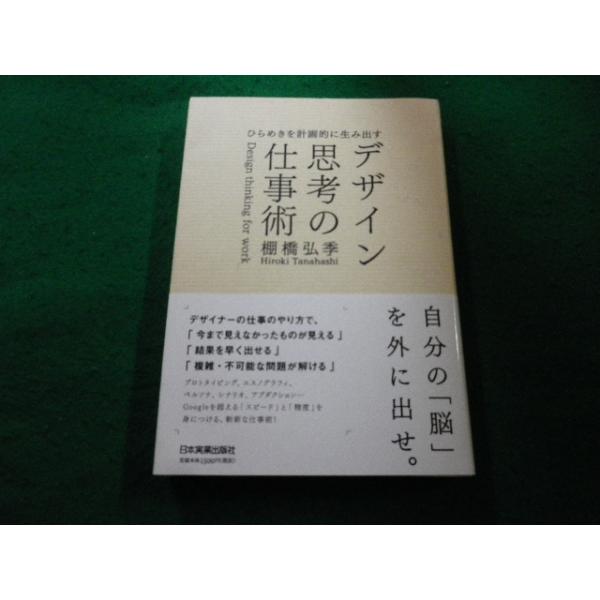 ひらめきを計画的に生み出す
デザイン
思考の
仕事術
Design thinking for work
棚橋弘季
Hiroki Tanahashi
自分の「脳」
を外に出せ。
デザイナーの仕事のやり方で、
「今まで見えなかったものが見える」
「結果を早く出せる」
「複雑・不可能な問題が解ける」
プロトタイピング、エスノグラフィ、
ペルソナ、シナリオ、アブダクション…
Googleを超える「スピード」と「精度」を
身につける、斬新な仕事術!
日本実業出版社